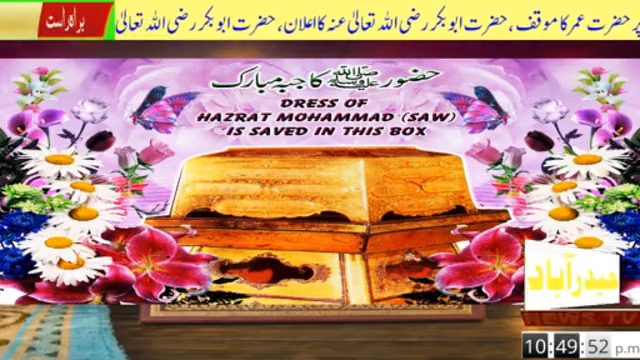 پر حضرت عمر کا موقف ، حضرت ابو بکر رضی اللہ تعالیٰ عنہ کا اعلان ، حضرت ابو بکر رضی اللہ تعالیٰ
براہ راست
حضور ﷺ کا جبہ مبارک
DRESS OF
HAZRAT MOHAMMAD (SAW)
IS SAVED IN THIS BOX
حیدرآباد
NEWS TV
10:49:52 p.m